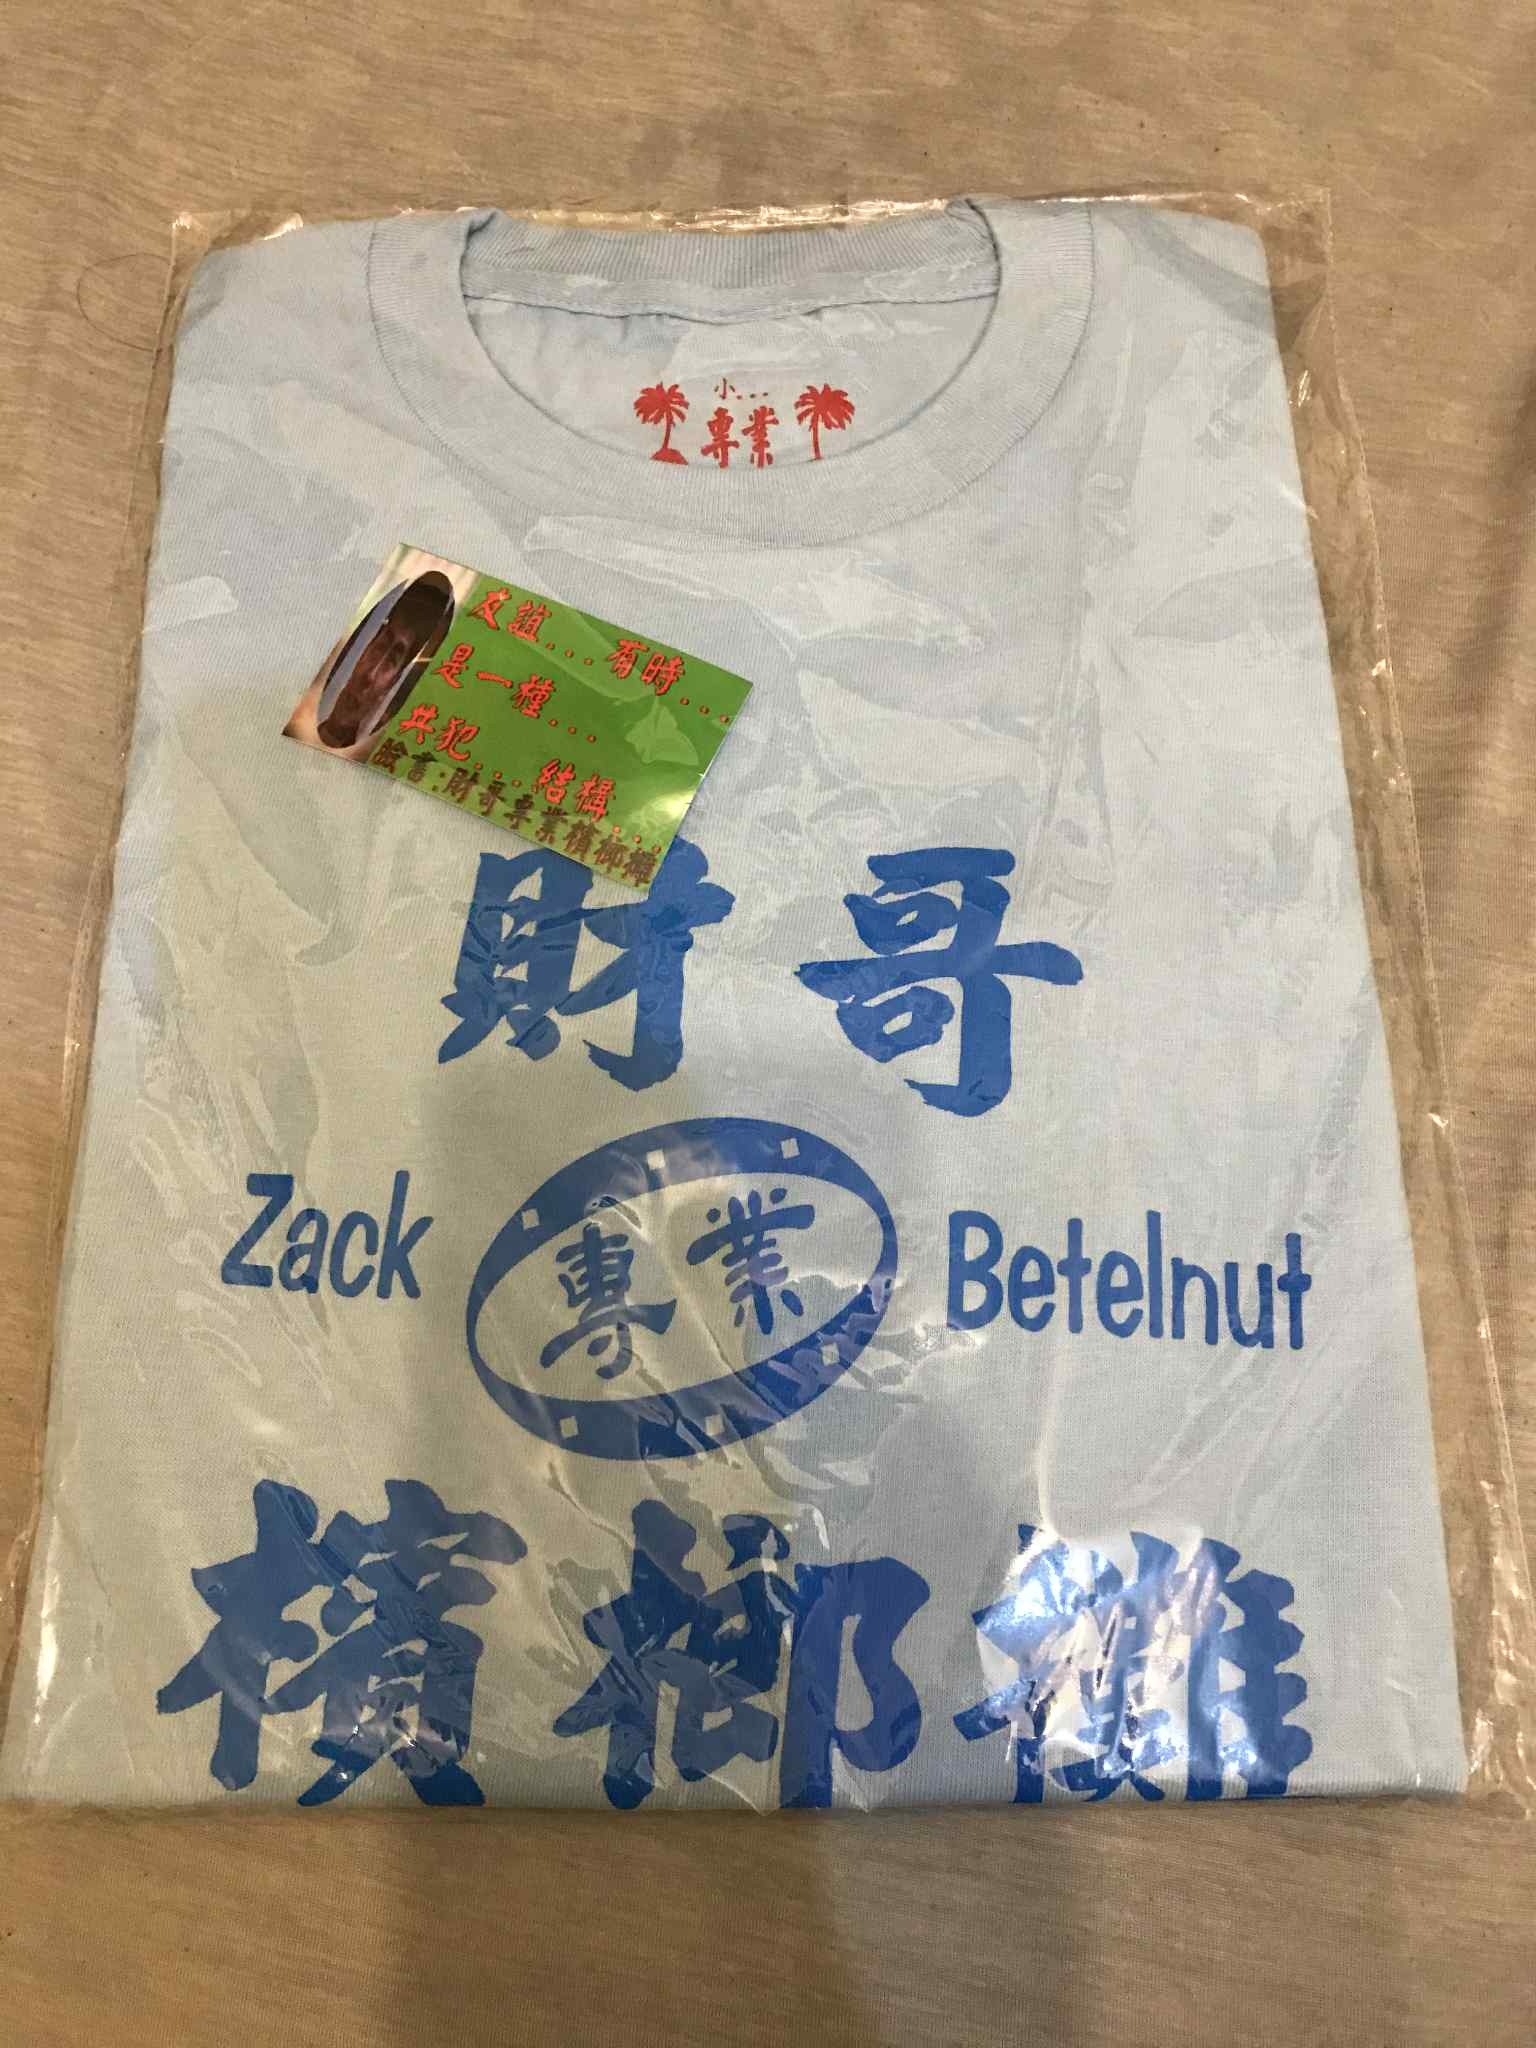 小...
專業
友誼...有時...
是一種...
共犯...結構...
臉書:財哥專業檳榔攤
財哥
Zack 專業 Betelnut
檳榔攤